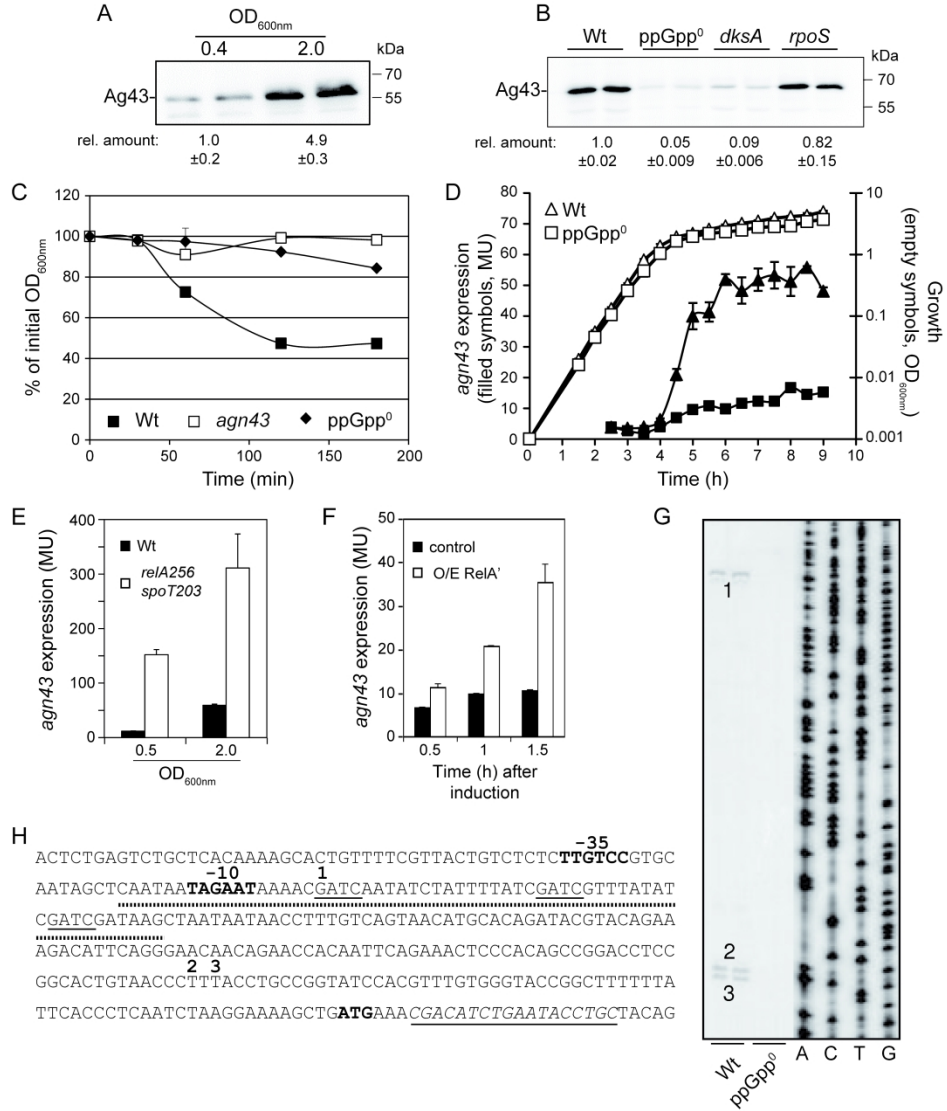 A
OD600nm
0.4 2.0
kDa
Ag43
70
55
rel. amount: 1.0 4.9
±0.2 ±0.3
B
Wt ppGpp0 dksA rpoS
kDa
Ag43
70
55
rel. amount: 1.0 0.05 0.09 0.82
±0.02 ±0.009 ±0.006 ±0.15
C
% of initial OD600nm
120
100
80
60
40
20
0
Wt agn43 ppGpp0
0 50 100 150 200
Time (min)
D
agn43 expression
(filled symbols, MU)
80
70
60
50
40
30
20
10
0
Wt
ppGpp0
10
1
0.1
0.01
0.001
Growth
(empty symbols, OD600nm)
0 1 2 3 4 5 6 7 8 9 10
Time (h)
E
agn43 expression (MU)
400
350
300
250
200
150
100
50
0
Wt
relA256
spoT203
0.5 2.0
OD600nm
F
agn43 expression (MU)
50
40
30
20
10
0
control
O/E RelA'
0.5 1 1.5
Time (h) after
induction
G
1
2
3
Wt ppGpp0 A C T G
H
-35
ACTCTGAGTCTGCTCACAAAAGCACTGTTTTCGTTACTGTCTCTCTTGTCCGTGC
-10 1
AATAGCTCAATAATAGAATAAAACGATCAATATCTATTTTATCGATCGTTTATAT
CGATCGATAAGCTAATAATAACCTTTGTCAGTAACATGCACAGATACGTACAGAA
AGACATTCAGGGAACAACAGAACCACAATTCAGAAACTCCCACAGCCGGACCTCC
2 3
GGCACTGTAACCCTTTACCTGCCGGTATCCACGTTTGTGGGTACCGGCTTTTTTA
TTCACCCTCAATCTAAGGAAAAGCTGATGAAACGACATCTGAATACCTGCTACAG